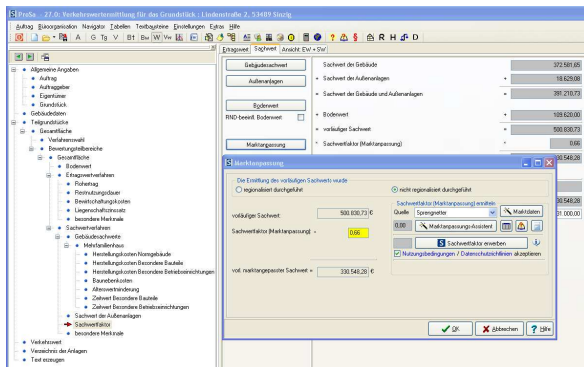 ProSa - 27.0: Verkehrswertermittlung für das Grundstück: Lindenstraße 2, 53489 Sinzig
Auftrag Büroorganisation Navigator Tabellen Textbausteine Einstellungen Extras Hilfe
A G Tg V Bt Bw W Vw R H D
Ertragswert Sachwert Ansicht EW + SW
Allgemeine Angaben
Auftrag
Auftraggeber
Eigentümer
Grundstück
Gebäudedaten
Teilgrundstücke
Gesamtfläche
Verfahrenswahl
Bewertungsteilbereiche
Gesamtfläche
Bodenwert
Ertragswertverfahren
Rohertrag
Restnutzungsdauer
Bewirtschaftungskosten
Liegenschaftszinssatz
besondere Merkmale
Sachwertverfahren
Gebäudesachwerte
Mehrfamilienhaus
Herstellungskosten Normgebäude
Herstellungskosten Besondere Bauteile
Herstellungskosten Besondere Betriebseinrichtungen
Baunebenkosten
Alterswertminderung
Zeitwert Besondere Bauteile
Zeitwert Besondere Betriebseinrichtungen
Sachwert der Außenanlagen
Sachwertfaktor
besondere Merkmale
Verkehrswert
Verzeichnis der Anlagen
Text erzeugen
Gebäudesachwert Sachwert der Gebäude 372.581,65
Außenanlagen + Sachwert der Außenanlagen + 18.629,08
= Sachwert der Gebäude und Außenanlagen = 391.210,73
Bodenwert
RND-beeinfl. Bodenwert + Bodenwert + 109.620,00
= vorläufiger Sachwert = 500.830,73
Marktanpassung * Sachwertfaktor (Marktanpassung) * 0,66
Marktanpassung
Die Ermittlung des vorläufigen Sachwerts wurde
regionalisiert durchgeführt nicht regionalisiert durchgeführt
vorläufiger Sachwert: 500.830,73 €
Sachwertfaktor (Marktanpassung) = 0,66
vorl. marktangepasster Sachwert = 330.548,28 €
Sachwertfaktor (Marktanpassung) ermitteln
Quelle Sprengnetter Marktdaten
0,00 Marktanpassungs-Assistent
Sachwertfaktor erwerben
Nutzungsbedingungen / Datenschutzrichtlinien akzeptieren
OK Abbrechen Hilfe